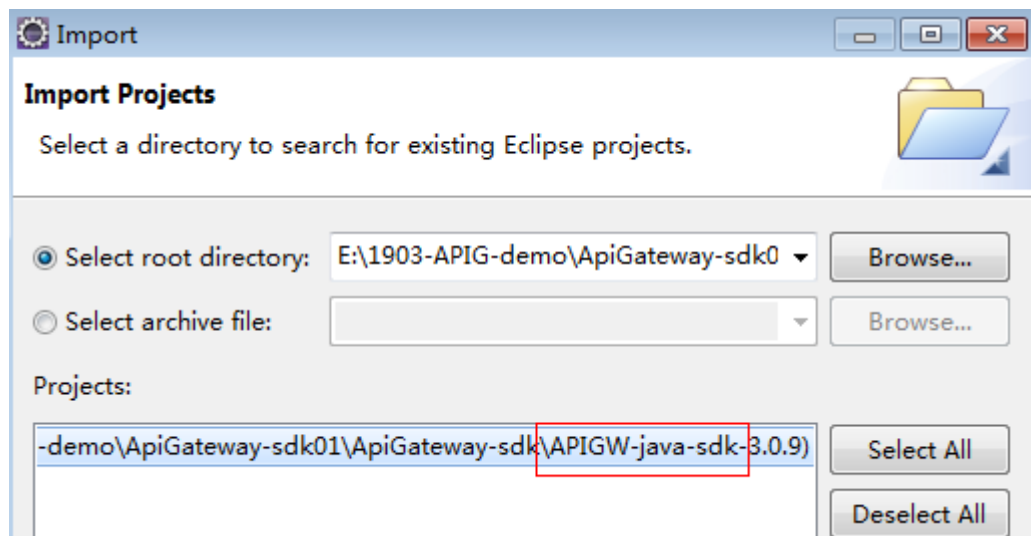 Import
Import Projects
Select a directory to search for existing Eclipse projects.
Select root directory: E:\1903-APIG-demo\ApiGateway-sdk0 Browse...
Select archive file: Browse...
Projects:
-demo\ApiGateway-sdk01\ApiGateway-sdk\APIGW-java-sdk-3.0.9) Select All
Deselect All